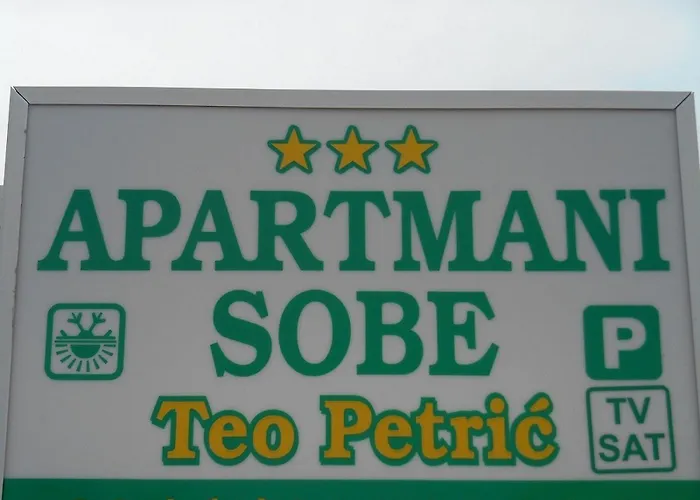 APARTMANI
SOBE
P
Teo Petrić
TV
SAT